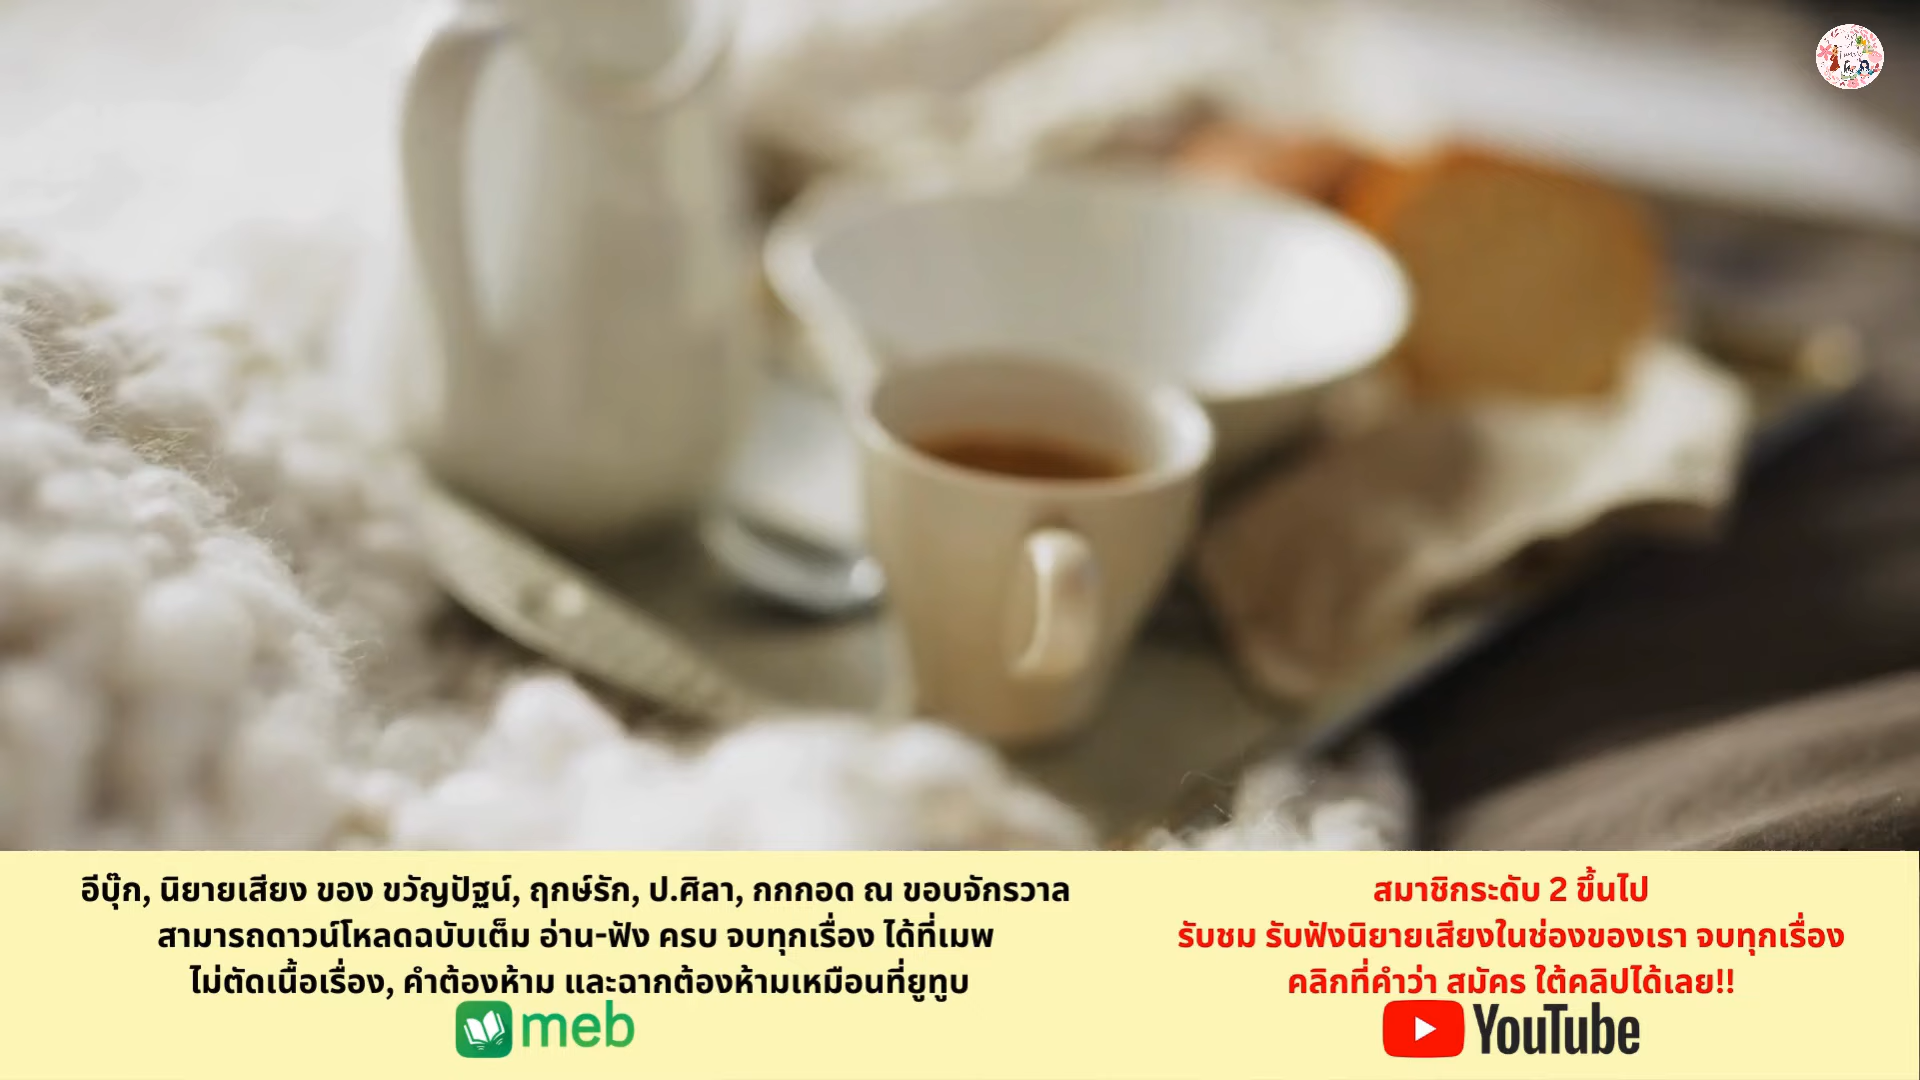 อีบุ๊ก, นิยายเสียง ของ ขวัญปัฐน์, ฤกษ์รัก, ป.ศิลา, กกกอด ณ ขอบจักรวาล
สามารถดาวน์โหลดฉบับเต็ม อ่าน-ฟัง ครบ จบทุกเรื่อง ได้ที่เมพ
ไม่ตัดเนื้อเรื่อง, คำต้องห้าม และฉากต้องห้ามเหมือนที่ยูทูบ
meb
สมาชิกระดับ 2 ขึ้นไป
รับชม รับฟังนิยายเสียงในช่องของเรา จบทุกเรื่อง
คลิกที่คำว่า สมัคร ใต้คลิปได้เลย!!
YouTube